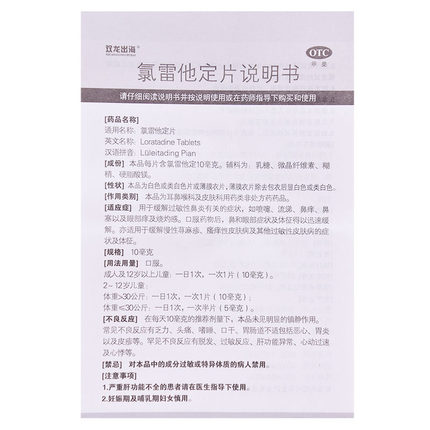 双龙出海
OTC
甲类
氯雷他定片说明书
请仔细阅读说明书并按说明使用或在药师指导下购买和使用
[药品名称]
通用名称：氯雷他定片
英文名称：Loratadine Tablets
汉语拼音：Lüleitading Pian
[成份] 本品每片含氯雷他定10毫克。辅料为：乳糖、微晶纤维素、糊
精、硬脂酸镁。
[性状] 本品为白色或类白色片或薄膜衣片，薄膜衣片除去包衣后显白色或类白色。
[作用类别] 本品为耳鼻喉科及皮肤科用药类非处方药药品。
[适应症] 用于缓解过敏性鼻炎有关的症状，如喷嚏、流涕、鼻痒、鼻
塞以及眼部痒及烧灼感。口服药物后，鼻和眼部症状及体征得以迅速缓
解。亦适用于缓解慢性荨麻疹、瘙痒性皮肤病及其他过敏性皮肤病的症
状及体征。
[规格] 10毫克
[用法用量] 口服。
成人及12岁以上儿童：一日1次，一次1片（10毫克）。
2～12岁儿童：
体重>30公斤：一日1次，一次1片（10毫克）；
体重≤30公斤：一日1次，一次半片（5毫克）。
[不良反应] 在每天10毫克的推荐剂量下，本品未见明显的镇静作用。
常见不良反应有乏力、头痛、嗜睡、口干、胃肠道不适包括恶心、胃炎
以及皮疹等。罕见不良反应有脱发、过敏反应、肝功能异常、心动过速
及心悸等。
[禁忌] 对本品中的成分过敏或特异体质的病人禁用。
[注意事项]
1.严重肝功能不全的患者请在医生指导下使用。
2.妊娠期及哺乳期妇女慎用。